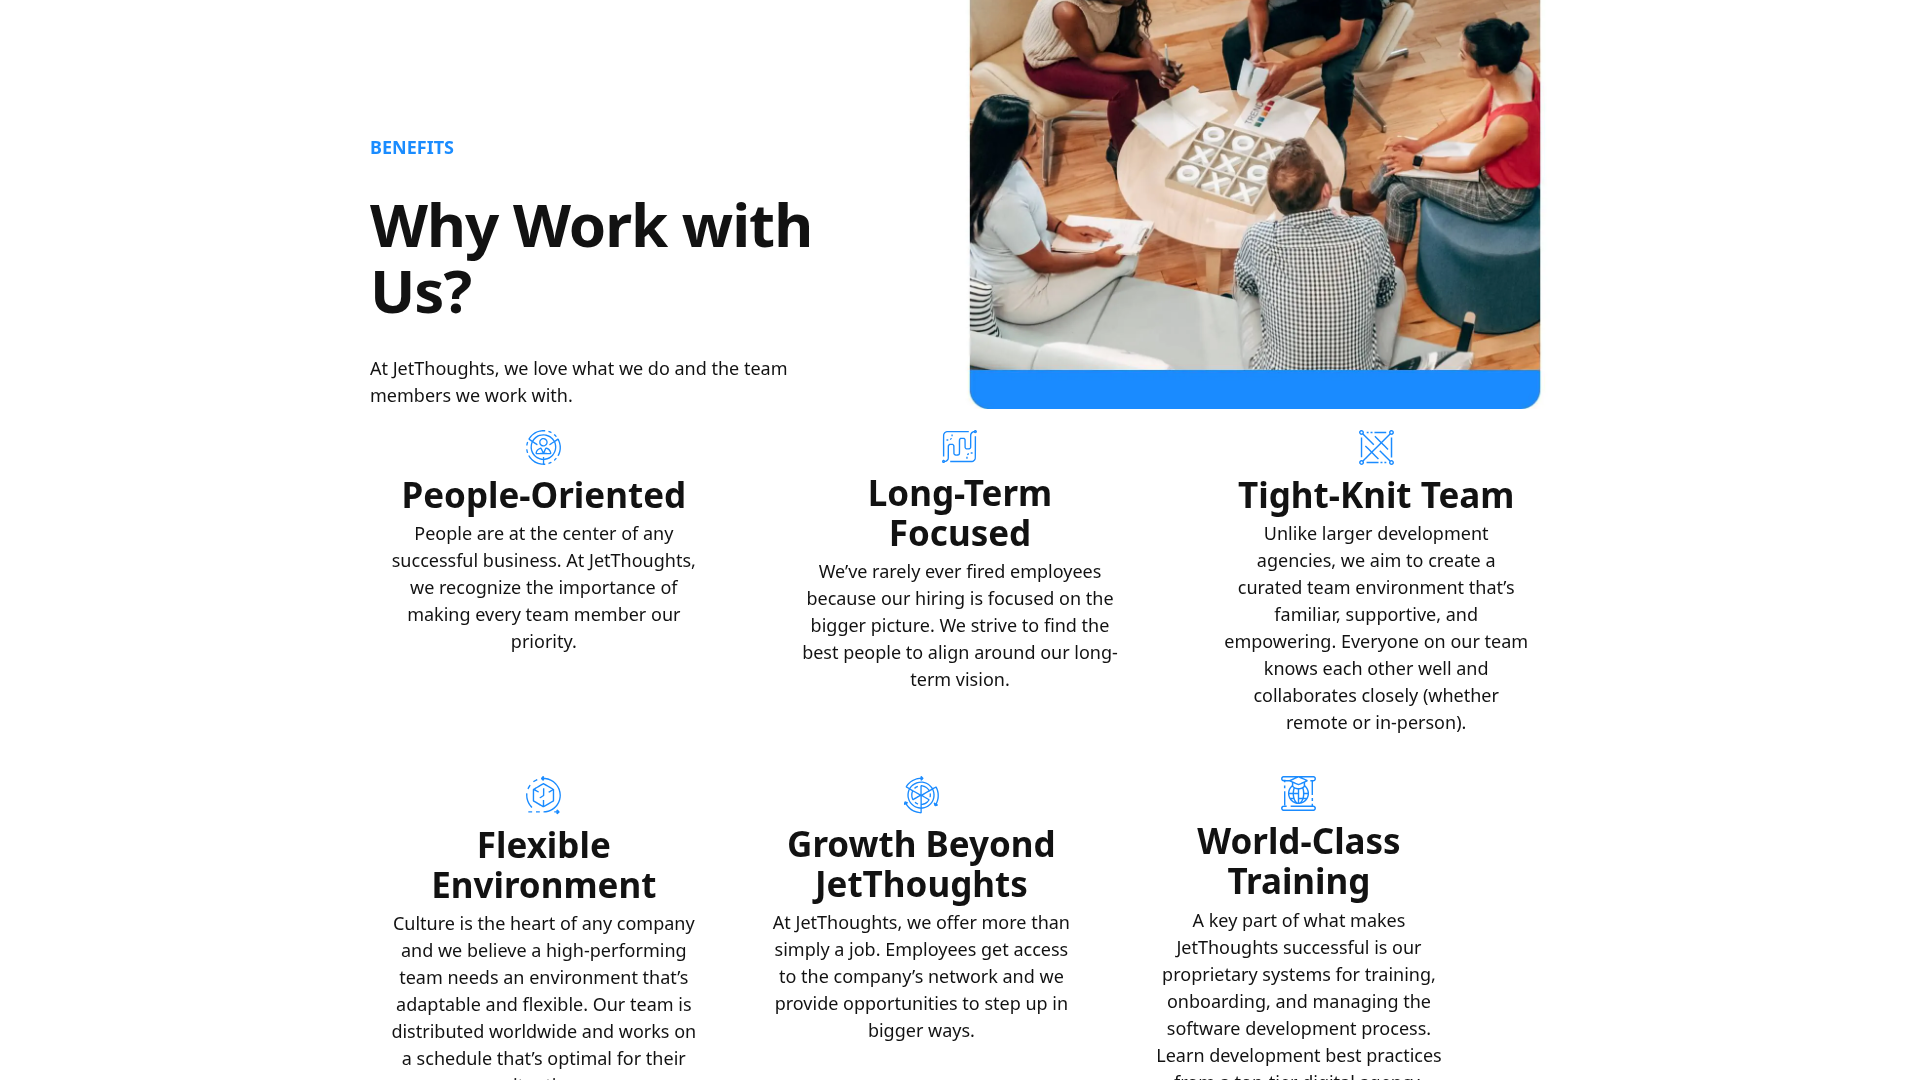 BENEFITS
Why Work with
Us?
At JetThoughts, we love what we do and the team
members we work with.
People-Oriented
People are at the center of any
successful business. At JetThoughts,
we recognize the importance of
making every team member our
priority.
Long-Term
Focused
We’ve rarely ever fired employees
because our hiring is focused on the
bigger picture. We strive to find the
best people to align around our long-
term vision.
Tight-Knit Team
Unlike larger development
agencies, we aim to create a
curated team environment that’s
familiar, supportive, and
empowering. Everyone on our team
knows each other well and
collaborates closely (whether
remote or in-person).
Flexible
Environment
Culture is the heart of any company
and we believe a high-performing
team needs an environment that’s
adaptable and flexible. Our team is
distributed worldwide and works on
a schedule that’s optimal for their
Growth Beyond
JetThoughts
At JetThoughts, we offer more than
simply a job. Employees get access
to the company’s network and we
provide opportunities to step up in
bigger ways.
World-Class
Training
A key part of what makes
JetThoughts successful is our
proprietary systems for training,
onboarding, and managing the
software development process.
Learn development best practices
from a top-tier digital agency